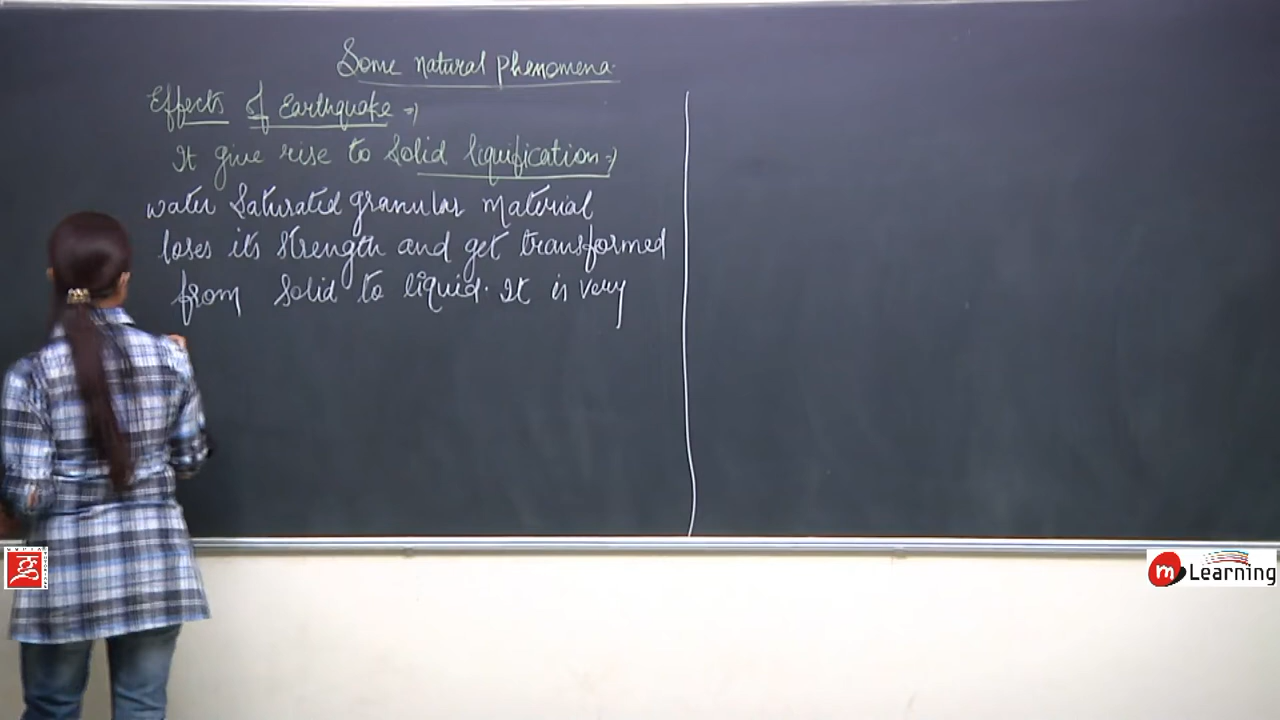 Some natural Phenomena.
Effects of Earthquake ⇒
It give rise to Solid liquification ⇒
water Saturated granular material
loses its strength and get transformed
from Solid to liquid. It is very
m Learning